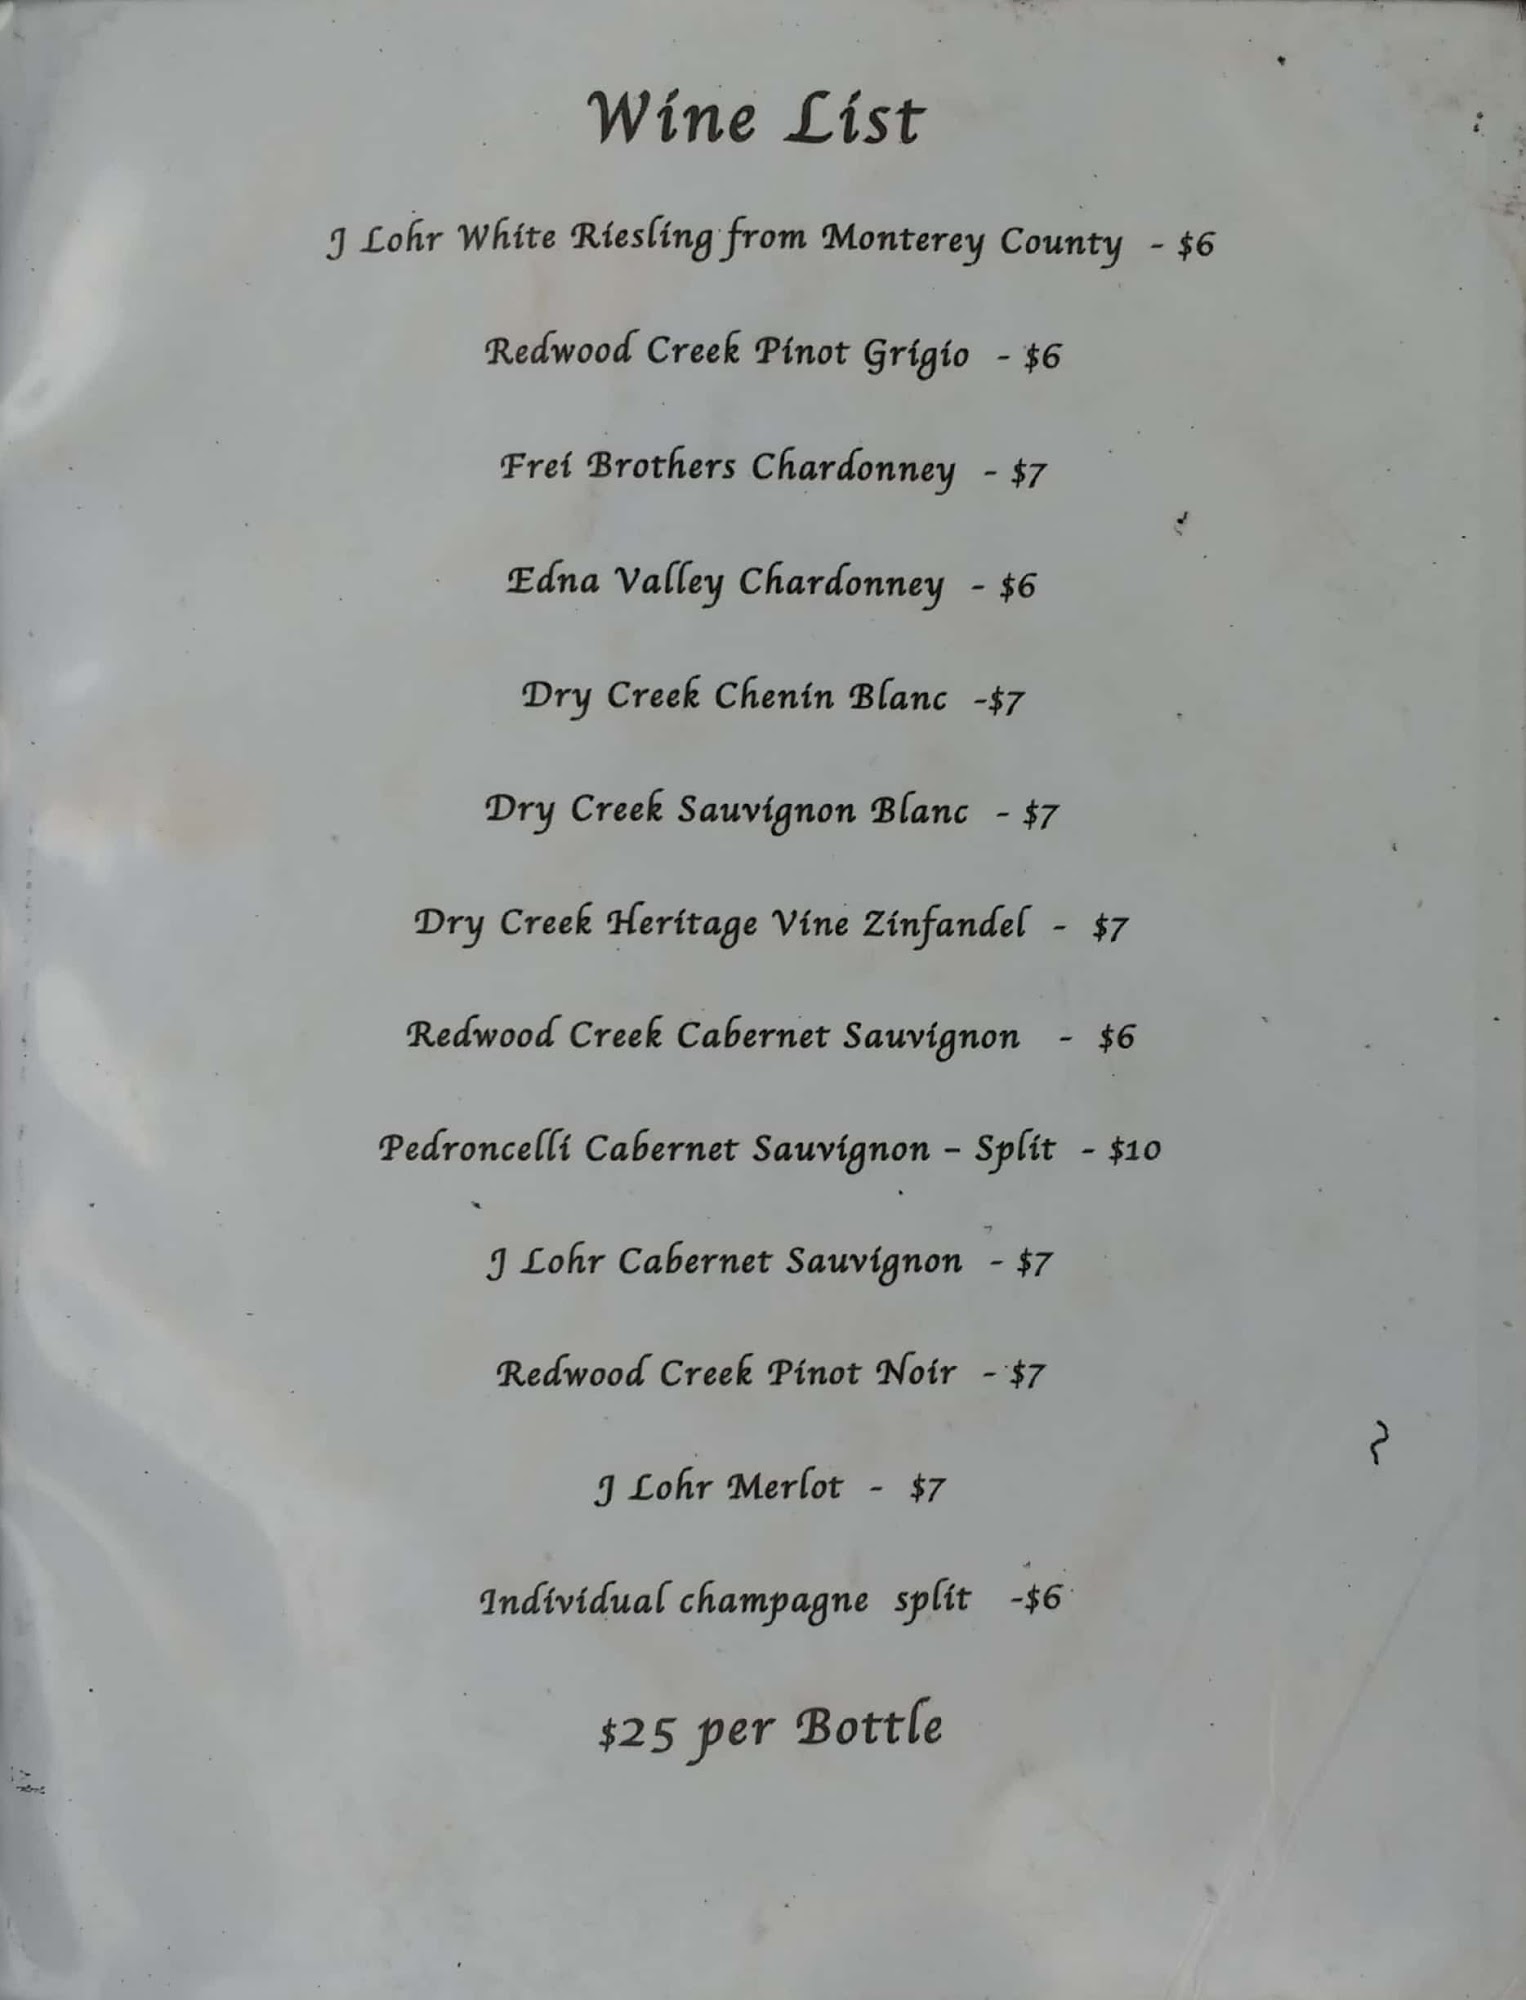 Wine List
J Lohr White Riesling from Monterey County - $6
Redwood Creek Pinot Grigio - $6
Frei Brothers Chardonney - $7
Edna Valley Chardonney - $6
Dry Creek Chenin Blanc -$7
Dry Creek Sauvignon Blanc - $7
Dry Creek Heritage Vine Zinfandel - $7
Redwood Creek Cabernet Sauvignon - $6
Pedroncelli Cabernet Sauvignon – Split - $10
J Lohr Cabernet Sauvignon - $7
Redwood Creek Pinot Noir - $7
J Lohr Merlot - $7
Individual champagne split -$6
$25 per Bottle